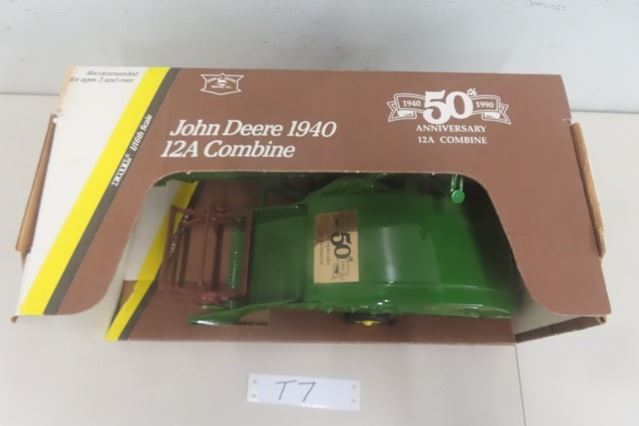 Recommended
for ages 3 and over
ERTL 1/16th Scale
John Deere 1940
12A Combine
1940 50th 1990
ANNIVERSARY
12A COMBINE
50th
ANNIVERSARY
T7